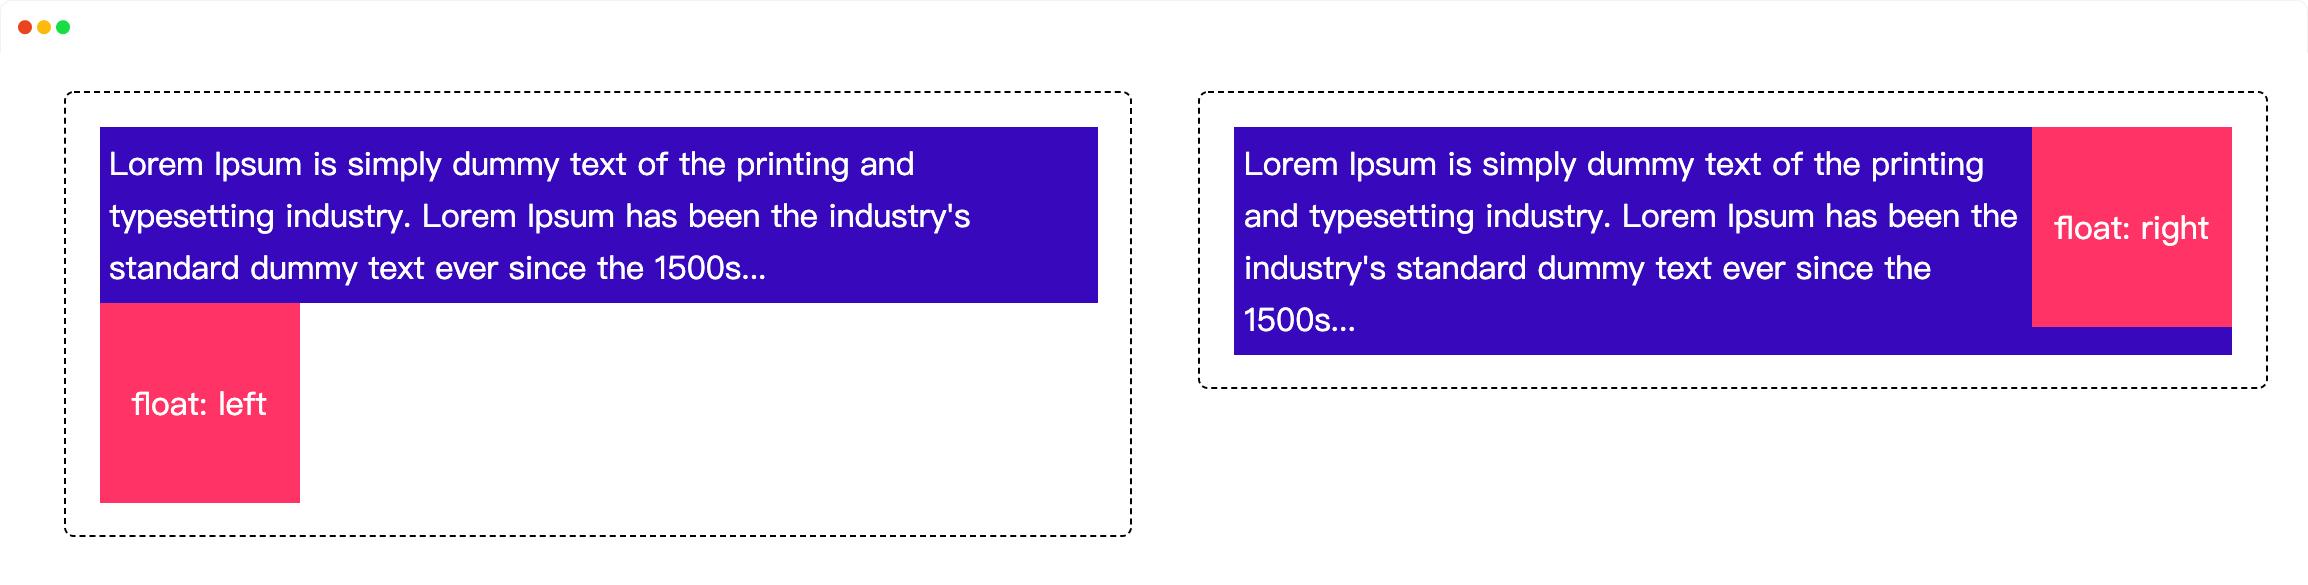 Lorem Ipsum is simply dummy text of the printing and
typesetting industry. Lorem Ipsum has been the industry's
standard dummy text ever since the 1500s...
float: left
Lorem Ipsum is simply dummy text of the printing
and typesetting industry. Lorem Ipsum has been the
industry's standard dummy text ever since the
1500s...
float: right